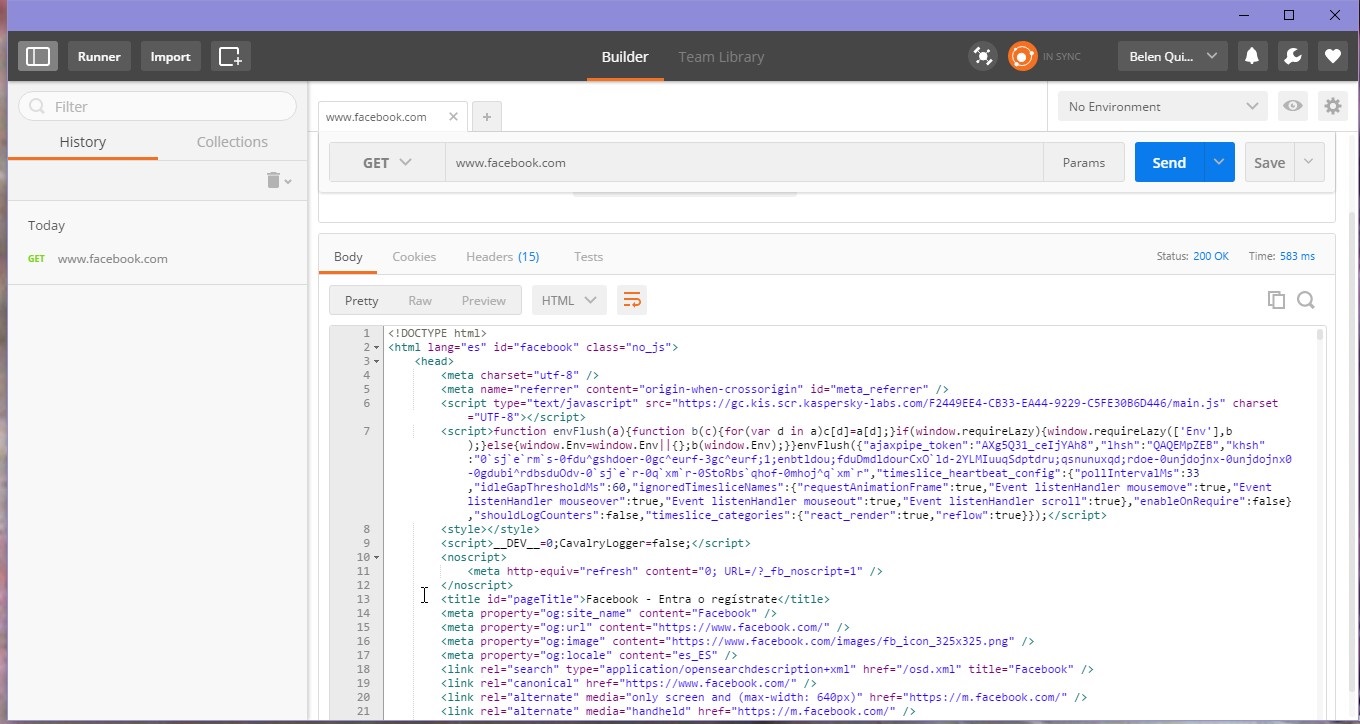 Runner
Import
Builder
Team Library
IN SYNC
Belen Qui...
Filter
History
Collections
Today
GET www.facebook.com
www.facebook.com
No Environment
GET
www.facebook.com
Params
Send
Save
Body
Cookies
Headers (15)
Tests
Status: 200 OK
Time: 583 ms
Pretty
Raw
Preview
HTML
1 <!DOCTYPE html>
2 <html lang="es" id="facebook" class="no_js">
3 <head>
4 <meta charset="utf-8" />
5 <meta name="referrer" content="origin-when-crossorigin" id="meta_referrer" />
6 <script type="text/javascript" src="https://gc.kis.scr.kaspersky-labs.com/F2449EE4-CB33-EA44-9229-C5FE30B6D446/main.js" charset
="UTF-8"></script>
7 <script>function envFlush(a){function b(c){for(var d in a)c[d]=a[d];}if(window.requireLazy){window.requireLazy(['Env'],b
);}else{window.Env=window.Env||{};b(window.Env);}}envFlush({"ajaxpipe_token":"AXg5Q31_ceIjYAh8","lhsh":"QAQEMpZEB","khsh"
:"0`sj`e`rm`s-0fdu^gshdoer-0gc^eurf-3gc^eurf;1;enbtldou;fduDmdldourCxO`ld-2YLMIuuqSdptdru;qsnunuxqd;rdoe-0unjdojnx-0unjdojnx0
-0gdubi^rdbsduOdv-0`sj`e`r-0q`xm`r-0StoRbs`qhof-0mhoj^q`xm`r","timeslice_heartbeat_config":{"pollIntervalMs":33
,"idleGapThresholdMs":60,"ignoredTimesliceNames":{"requestAnimationFrame":true,"Event listenHandler mousemove":true,"Event
listenHandler mouseover":true,"Event listenHandler mouseout":true,"Event listenHandler scroll":true},"enableOnRequire":false}
,"shouldLogCounters":false,"timeslice_categories":{"react_render":true,"reflow":true}});</script>
8 <style></style>
9 <script>__DEV__=0;CavalryLogger=false;</script>
10 <noscript>
11 <meta http-equiv="refresh" content="0; URL=/?_fb_noscript=1" />
12 </noscript>
13 <title id="pageTitle">Facebook - Entra o regístrate</title>
14 <meta property="og:site_name" content="Facebook" />
15 <meta property="og:url" content="https://www.facebook.com/" />
16 <meta property="og:image" content="https://www.facebook.com/images/fb_icon_325x325.png" />
17 <meta property="og:locale" content="es_ES" />
18 <link rel="search" type="application/opensearchdescription+xml" href="/osd.xml" title="Facebook" />
19 <link rel="canonical" href="https://www.facebook.com/" />
20 <link rel="alternate" media="only screen and (max-width: 640px)" href="https://m.facebook.com/" />
21 <link rel="alternate" media="handheld" href="https://m.facebook.com/" />